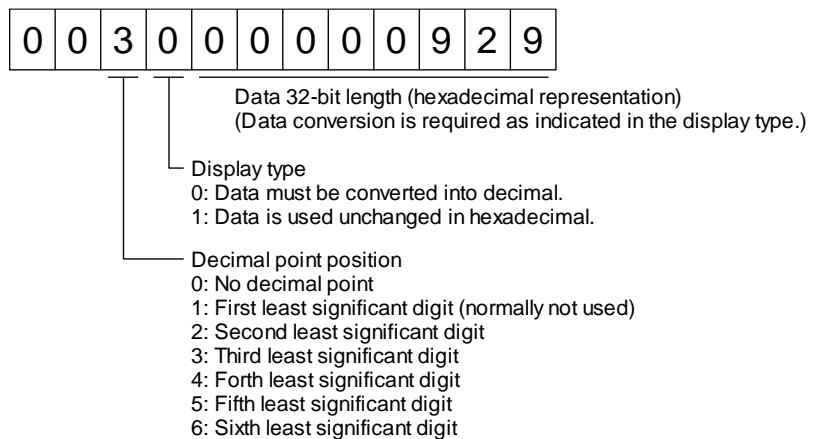 0 0 3 0 0 0 0 0 0 9 2 9
Data 32-bit length (hexadecimal representation)
(Data conversion is required as indicated in the display type.)
Display type
0: Data must be converted into decimal.
1: Data is used unchanged in hexadecimal.
Decimal point position
0: No decimal point
1: First least significant digit (normally not used)
2: Second least significant digit
3: Third least significant digit
4: Forth least significant digit
5: Fifth least significant digit
6: Sixth least significant digit